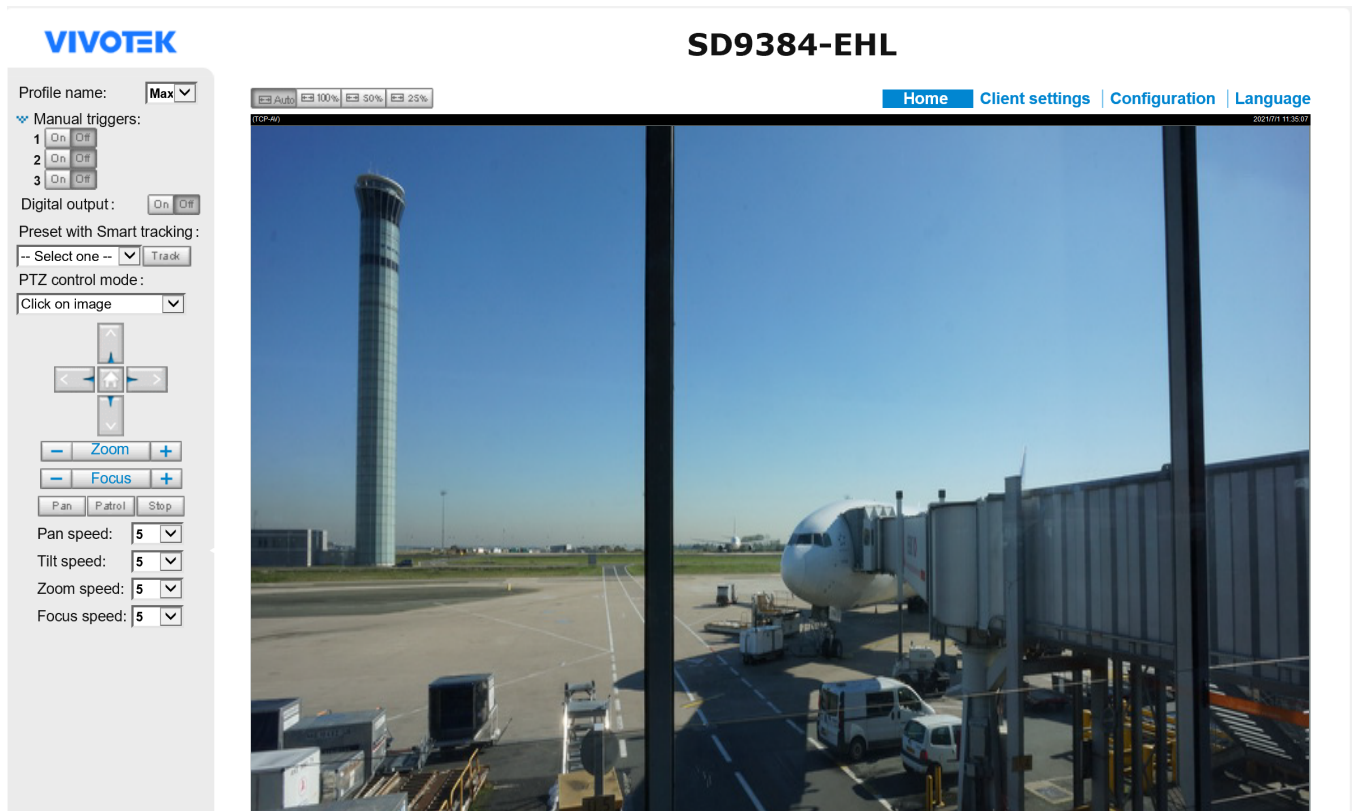 VIVOTEK
SD9384-EHL
Profile name: Max
Auto 100% 50% 25%
Home Client settings Configuration Language
(TCP-AV) 2021/7/1 11:35:07
Manual triggers:
1 On Off
2 On Off
3 On Off
Digital output : On Off
Preset with Smart tracking :
-- Select one -- Track
PTZ control mode :
Click on image
− Zoom +
− Focus +
Pan Patrol Stop
Pan speed: 5
Tilt speed: 5
Zoom speed: 5
Focus speed: 5